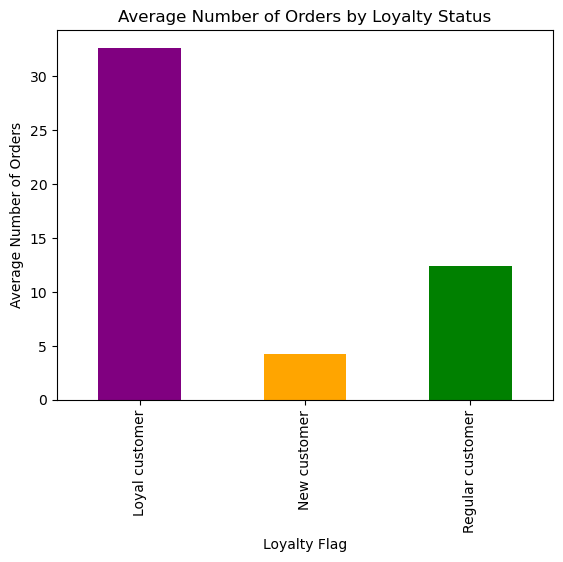 Average Number of Orders by Loyalty Status
Average Number of Orders
30
25
20
15
10
5
0
Loyal customer
New customer
Regular customer
Loyalty Flag